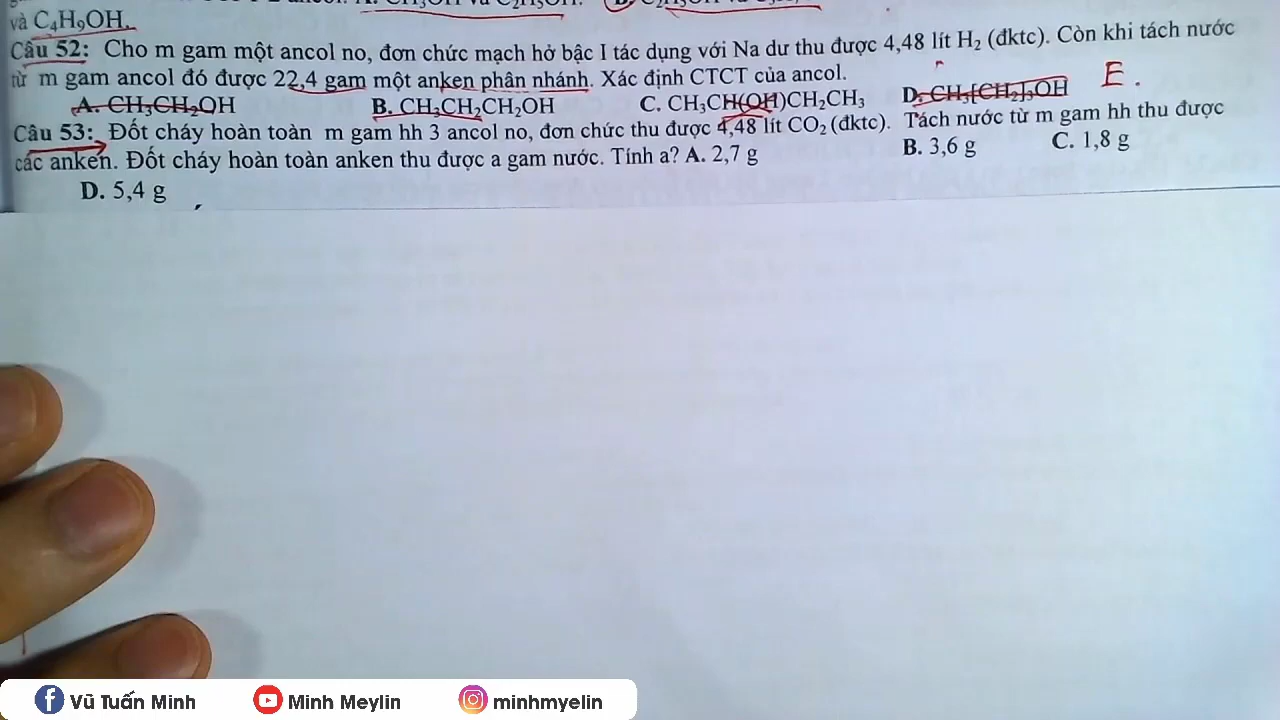 và C₄H₉OH.
Câu 52: Cho m gam một ancol no, đơn chức mạch hở bậc I tác dụng với Na dư thu được 4,48 lít H₂ (đktc). Còn khi tách nước
từ m gam ancol đó được 22,4 gam một anken phân nhánh. Xác định CTCT của ancol.
A. CH₃CH₂OH B. CH₃CH₂CH₂OH C. CH₃CH(OH)CH₂CH₃ D. CH₃[CH₂]₃OH E.
Câu 53: Đốt cháy hoàn toàn m gam hh 3 ancol no, đơn chức thu được 4,48 lít CO₂ (đktc). Tách nước từ m gam hh thu được
các anken. Đốt cháy hoàn toàn anken thu được a gam nước. Tính a? A. 2,7 g B. 3,6 g C. 1,8 g
D. 5,4 g
Vũ Tuấn Minh Minh Meylin minhmyelin